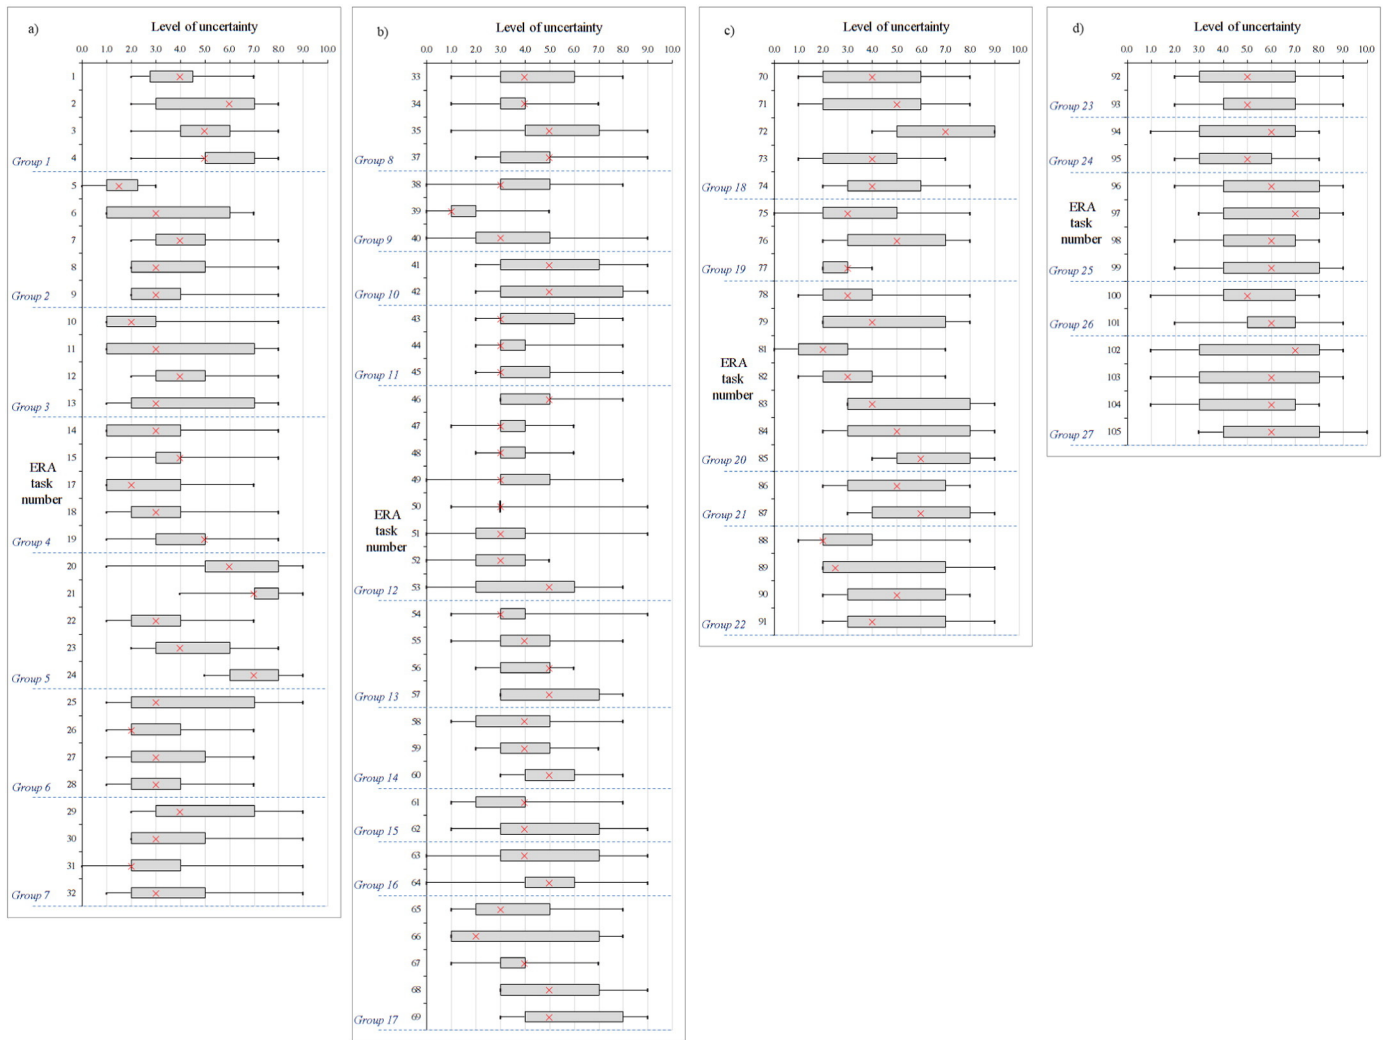 a)
Level of uncertainty
0.0 1.0 2.0 3.0 4.0 5.0 6.0 7.0 8.0 9.0 10.0
1
2
3
Group 1 4
5
6
7
8
Group 2 9
10
11
12
Group 3 13
14
15
ERA
task
number
17
18
Group 4 19
20
21
22
23
Group 5 24
25
26
27
Group 6 28
29
30
31
Group 7 32
b)
Level of uncertainty
0.0 1.0 2.0 3.0 4.0 5.0 6.0 7.0 8.0 9.0 10.0
33
34
35
Group 8 37
38
39
Group 9 40
41
Group 10 42
43
44
Group 11 45
46
47
48
49
50
ERA
task
number
51
52
Group 12 53
54
55
56
Group 13 57
58
59
Group 14 60
61
Group 15 62
63
Group 16 64
65
66
67
68
Group 17 69
c)
Level of uncertainty
0.0 1.0 2.0 3.0 4.0 5.0 6.0 7.0 8.0 9.0 10.0
70
71
72
73
Group 18 74
75
76
Group 19 77
78
79
81
ERA
task
number
82
83
84
Group 20 85
86
Group 21 87
88
89
90
Group 22 91
d)
Level of uncertainty
0.0 1.0 2.0 3.0 4.0 5.0 6.0 7.0 8.0 9.0 10.0
92
Group 23 93
94
Group 24 95
96
ERA
task
number
97
98
Group 25 99
100
Group 26 101
102
103
104
Group 27 105